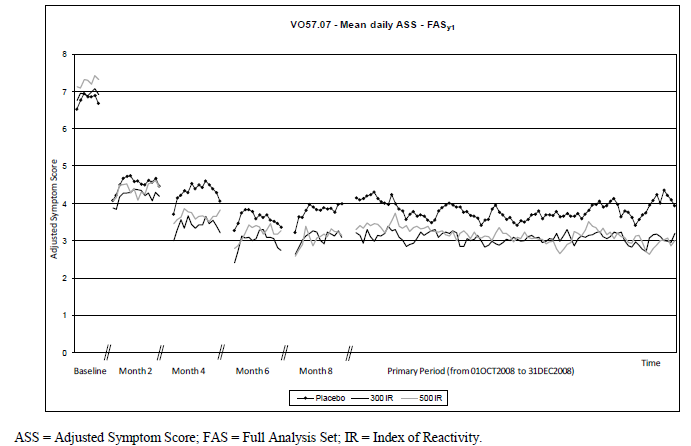 VO57.07 - Mean daily ASS - FASy1
8
7
6
5
4
3
2
1
0
Adjusted Symptom Score
Baseline
Month 2
Month 4
Month 6
Month 8
Primary Period (from 01OCT2008 to 31DEC2008)
Time
Placebo
300 IR
500 IR
ASS = Adjusted Symptom Score; FAS = Full Analysis Set; IR = Index of Reactivity.